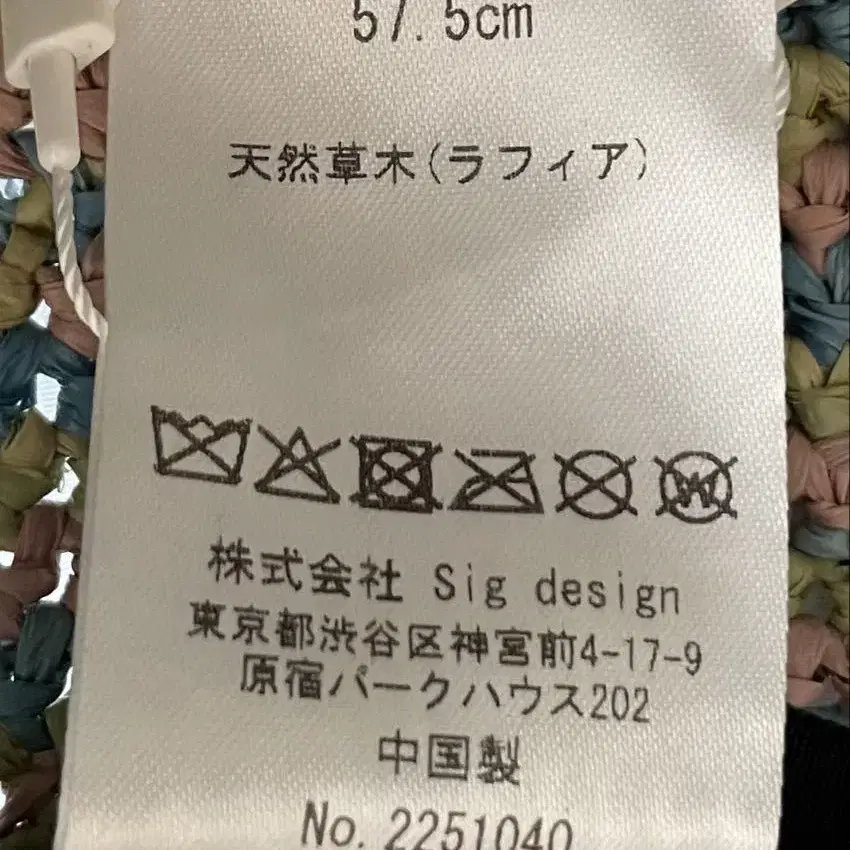 57.5cm
天然草木(ラフィア)
株式会社 Sig design
東京都渋谷区神宮前4-17-9
原宿パークハウス202
中国製
No. 2251040